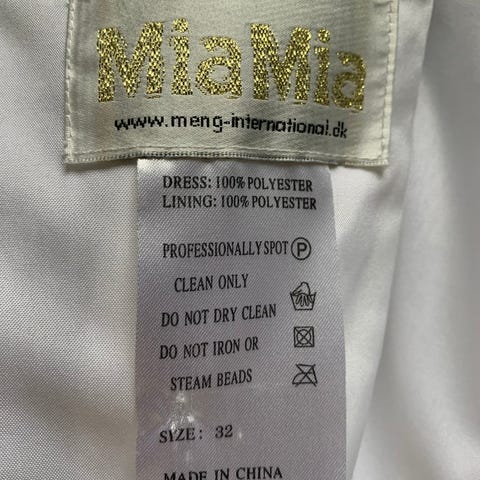 MiaMia
www.meng-international.dk
DRESS: 100% POLYESTER
LINING: 100% POLYESTER
PROFESSIONALLY SPOT P
CLEAN ONLY
DO NOT DRY CLEAN
DO NOT IRON OR
STEAM BEADS
SIZE: 32
MADE IN CHINA